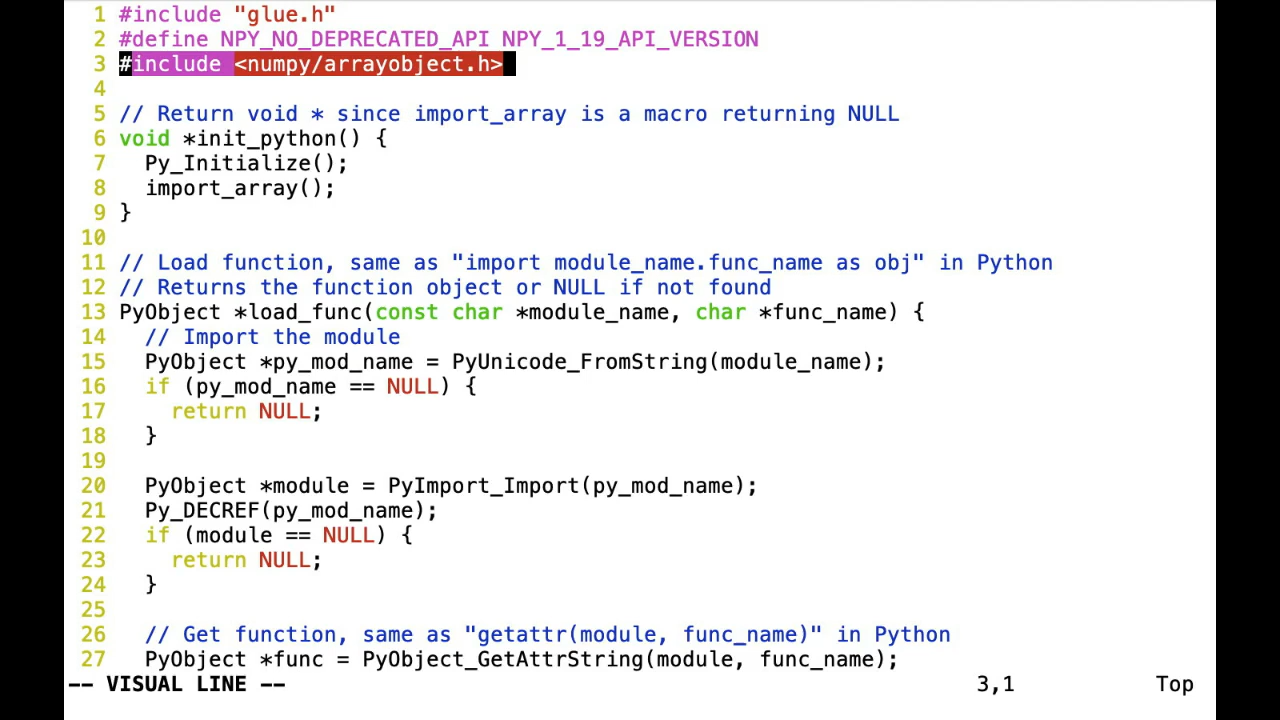 1 #include "glue.h"
2 #define NPY_NO_DEPRECATED_API NPY_1_19_API_VERSION
3 #include <numpy/arrayobject.h>
4
5 // Return void * since import_array is a macro returning NULL
6 void *init_python() {
7   Py_Initialize();
8   import_array();
9 }
10
11 // Load function, same as "import module_name.func_name as obj" in Python
12 // Returns the function object or NULL if not found
13 PyObject *load_func(const char *module_name, char *func_name) {
14   // Import the module
15   PyObject *py_mod_name = PyUnicode_FromString(module_name);
16   if (py_mod_name == NULL) {
17     return NULL;
18   }
19
20   PyObject *module = PyImport_Import(py_mod_name);
21   Py_DECREF(py_mod_name);
22   if (module == NULL) {
23     return NULL;
24   }
25
26   // Get function, same as "getattr(module, func_name)" in Python
27   PyObject *func = PyObject_GetAttrString(module, func_name);
-- VISUAL LINE -- 3,1 Top